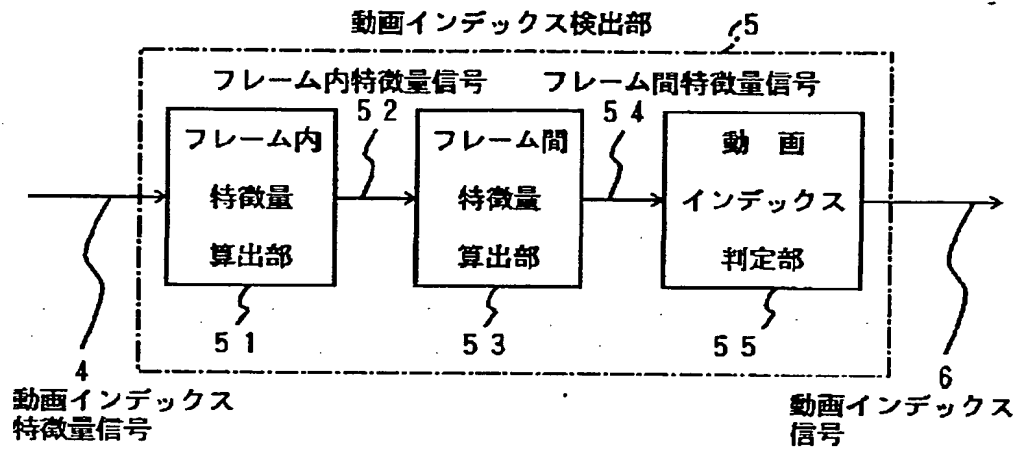 動画インデックス検出部
5
フレーム内特徴量信号
フレーム間特徴量信号
52
54
フレーム内
特徴量
算出部
フレーム間
特徴量
算出部
動 画
インデックス
判定部
51
53
55
4
動画インデックス
特徴量信号
6
動画インデックス
信号